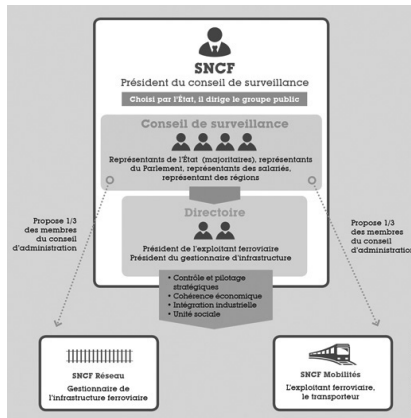 SNCF
Président du conseil de surveillance
Choisi par l'État, il dirige le groupe public
Conseil de surveillance
Représentants de l'État (majoritaires), représentants
du Parlement, représentants des salariés,
représentant des régions
Propose 1/3
des membres
du conseil
d'administration
Propose 1/3
des membres
du conseil
d'administration
Directoire
Président de l'exploitant ferroviaire
Président du gestionnaire d'infrastructure
• Contrôle et pilotage
stratégiques
• Cohérence économique
• Intégration industrielle
• Unité sociale
SNCF Réseau
Gestionnaire de
l'infrastructure ferroviaire
SNCF Mobilités
L'exploitant ferroviaire,
le transporteur